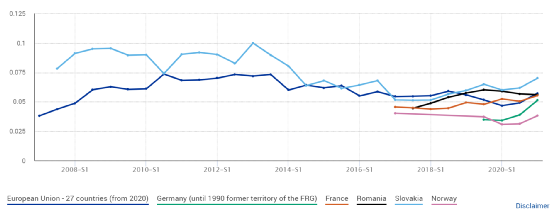 0.125
0.1
0.075
0.05
0.025
0
2008-S1 2010-S1 2012-S1 2014-S1 2016-S1 2018-S1 2020-S1
European Union - 27 countries (from 2020) Germany (until 1990 former territory of the FRG) France Romania Slovakia Norway
Disclaimer